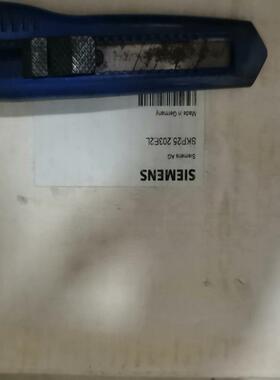 SIEMENS
Siemens AG
SKP25 203E2L
Made in Germany